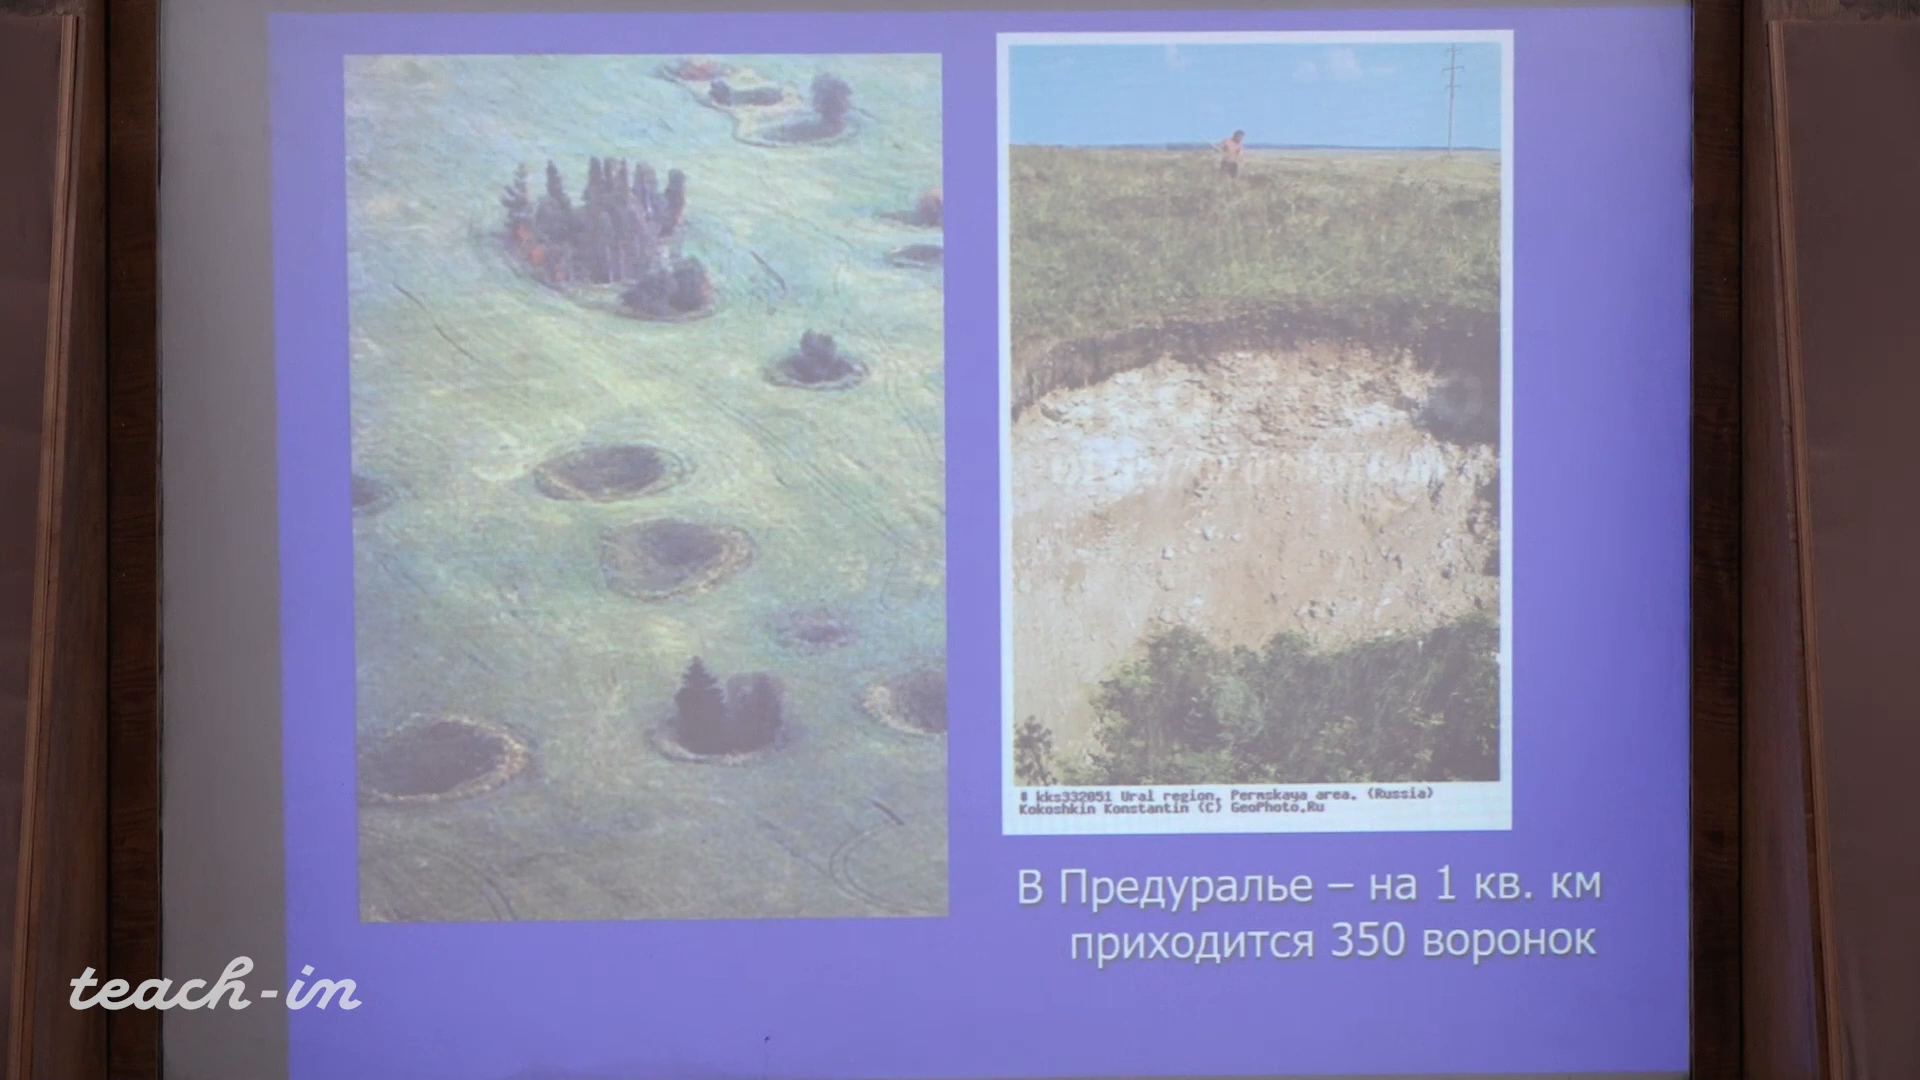 # kks332051 Ural region, Permskaya area. (Russia)
Kokoshkin Konstantin (C) GeoPhoto.Ru
В Предуралье – на 1 кв. км
приходится 350 воронок
teach-in